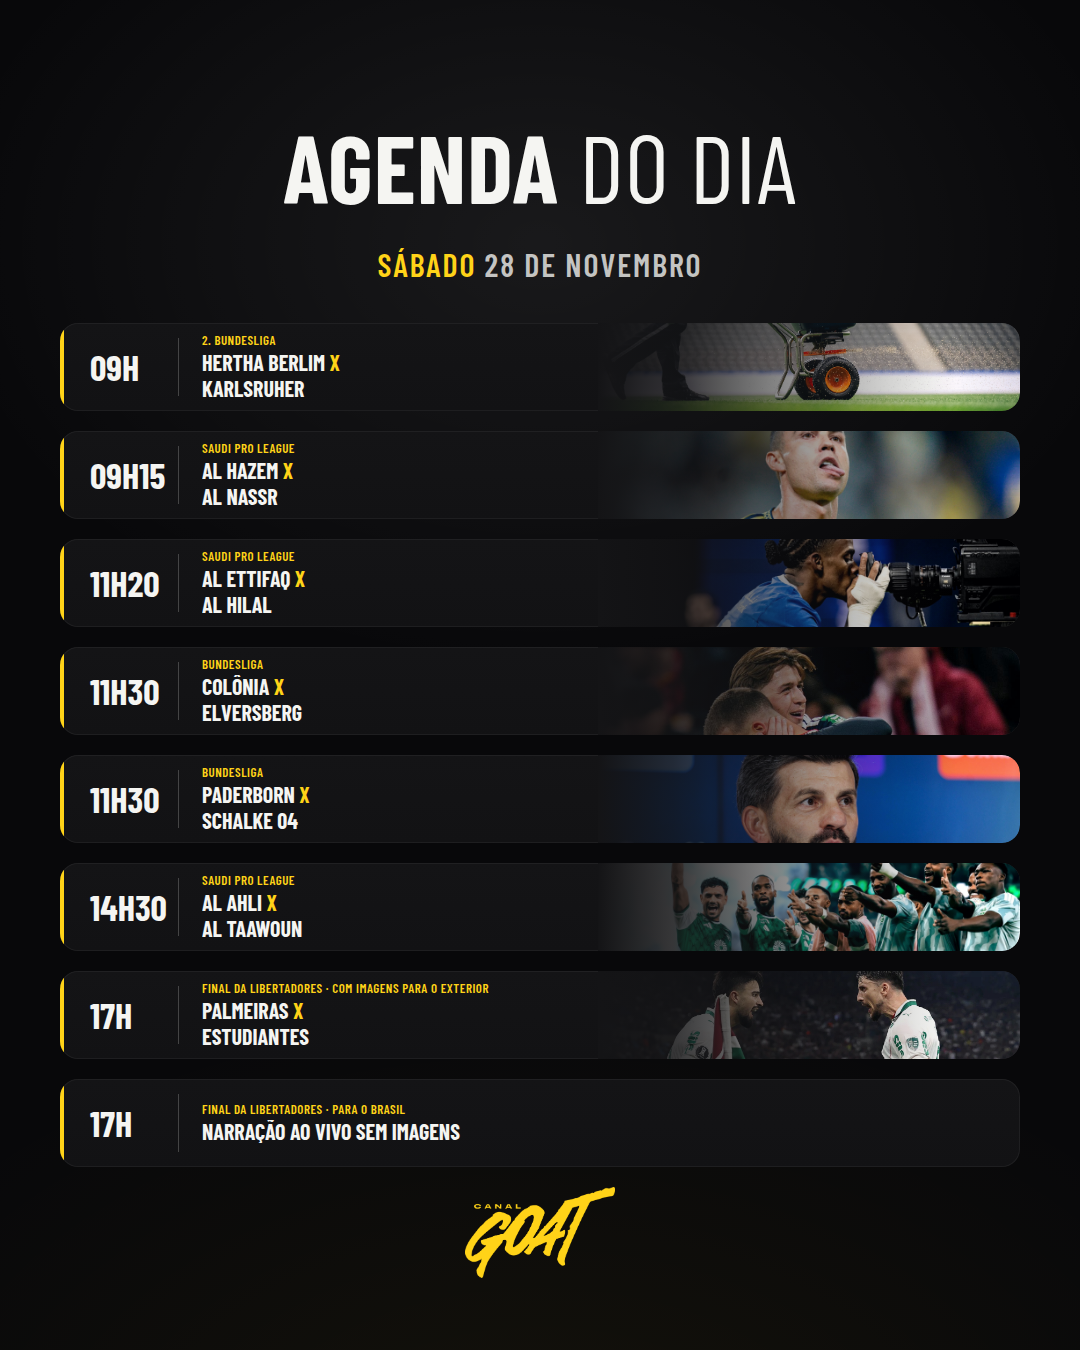 AGENDA DO DIA
SÁBADO 28 DE NOVEMBRO
09H
2. BUNDESLIGA
HERTHA BERLIM X
KARLSRUHER
09H15
SAUDI PRO LEAGUE
AL HAZEM X
AL NASSR
11H20
SAUDI PRO LEAGUE
AL ETTIFAQ X
AL HILAL
11H30
BUNDESLIGA
COLÔNIA X
ELVERSBERG
11H30
BUNDESLIGA
PADERBORN X
SCHALKE 04
14H30
SAUDI PRO LEAGUE
AL AHLI X
AL TAAWOUN
17H
FINAL DA LIBERTADORES · COM IMAGENS PARA O EXTERIOR
PALMEIRAS X
ESTUDIANTES
17H
FINAL DA LIBERTADORES · PARA O BRASIL
NARRAÇÃO AO VIVO SEM IMAGENS
CANAL
GOAT